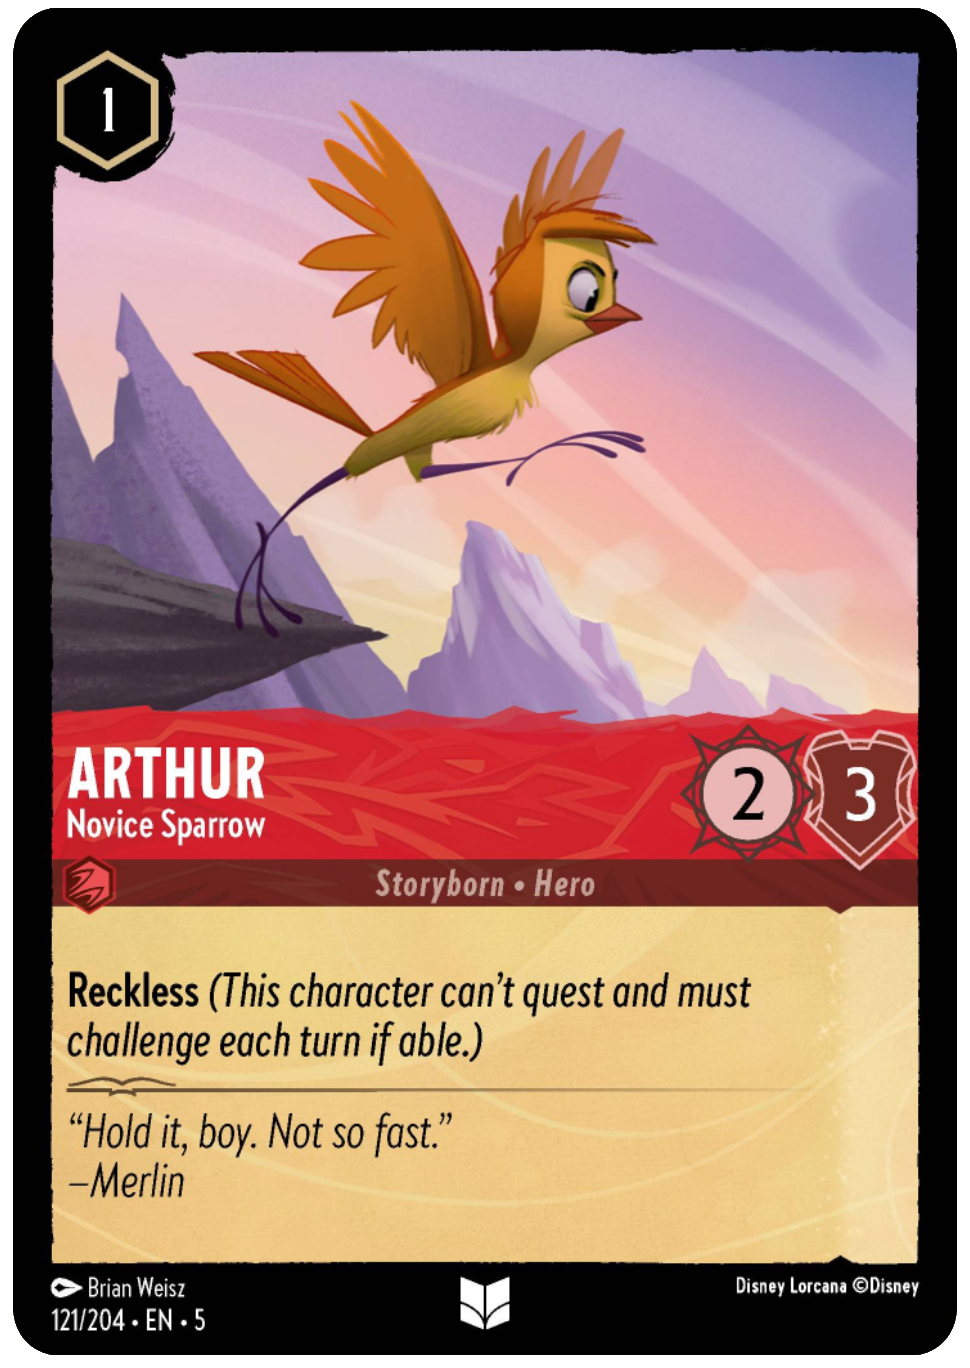 1
ARTHUR
Novice Sparrow
2 3
Storyborn • Hero
Reckless (This character can't quest and must
challenge each turn if able.)
“Hold it, boy. Not so fast.”
–Merlin
Brian Weisz
121/204 • EN • 5
Disney Lorcana ©Disney